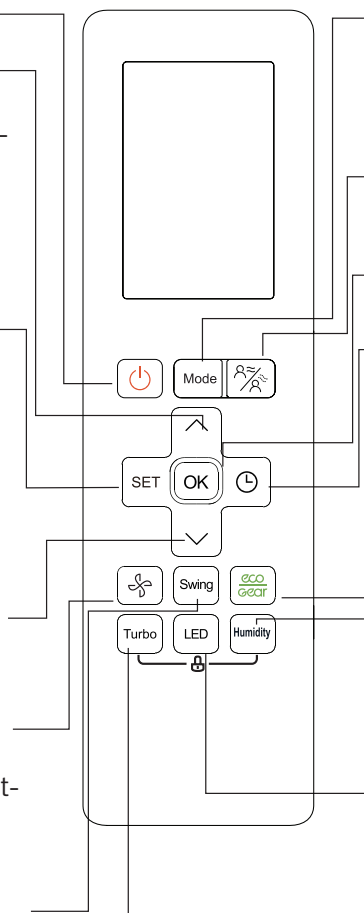 -
Mode
SET OK
Swing eco
Gear
Turbo LED Humidity
t-